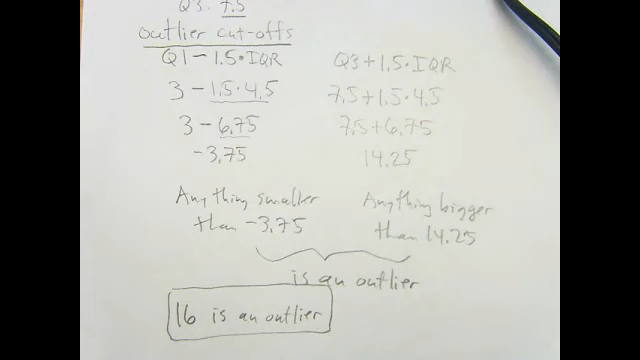 Q3: 7.5
outlier cut-offs
Q1 - 1.5 • IQR
3 - 1.5 • 4.5
3 - 6.75
-3.75
Anything smaller
than -3.75
Q3 + 1.5 • IQR
7.5 + 1.5 • 4.5
7.5 + 6.75
14.25
Anything bigger
than 14.25
is an outlier
16 is an outlier